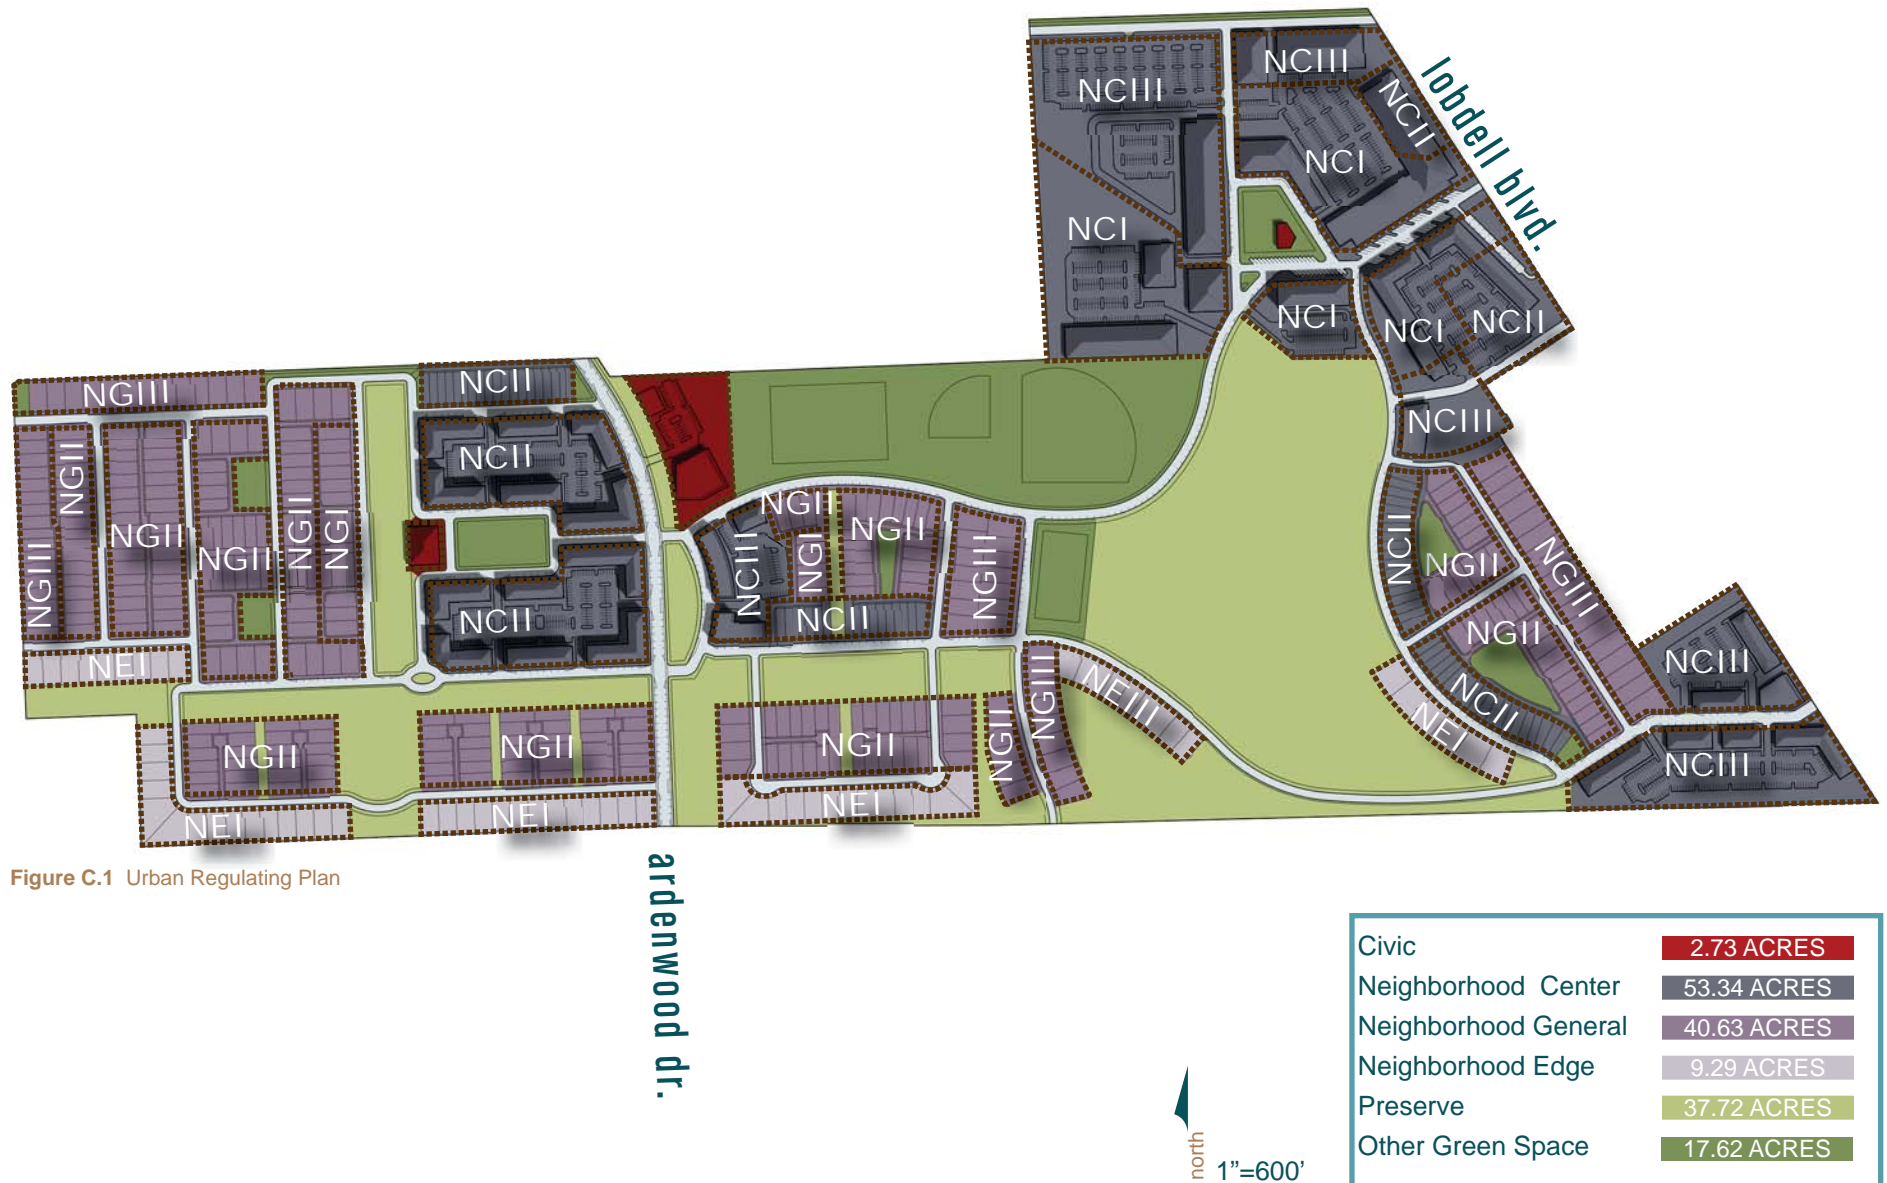 NCIII
NCIII
NCII
lobdell blvd.
NCI
NCI
NCI
NCI
NCII
NCIII
NGIII
NCII
NCII
NGII
NGIII
NGII
NGII
NGII
NGI
NCII
NEI
NGII
NGII
NCIII
NGI
NCII
NGIII
NCII
NGII
NGIII
NGII
NCII
NCIII
NCIII
NEI
NGII
NGII
NGII
NGII
NGIII
NEIII
NEI
NEI
NEI
Figure C.1 Urban Regulating Plan
ardenwood dr.
Civic 2.73 ACRES
Neighborhood Center 53.34 ACRES
Neighborhood General 40.63 ACRES
Neighborhood Edge 9.29 ACRES
Preserve 37.72 ACRES
Other Green Space 17.62 ACRES
north
1”=600’